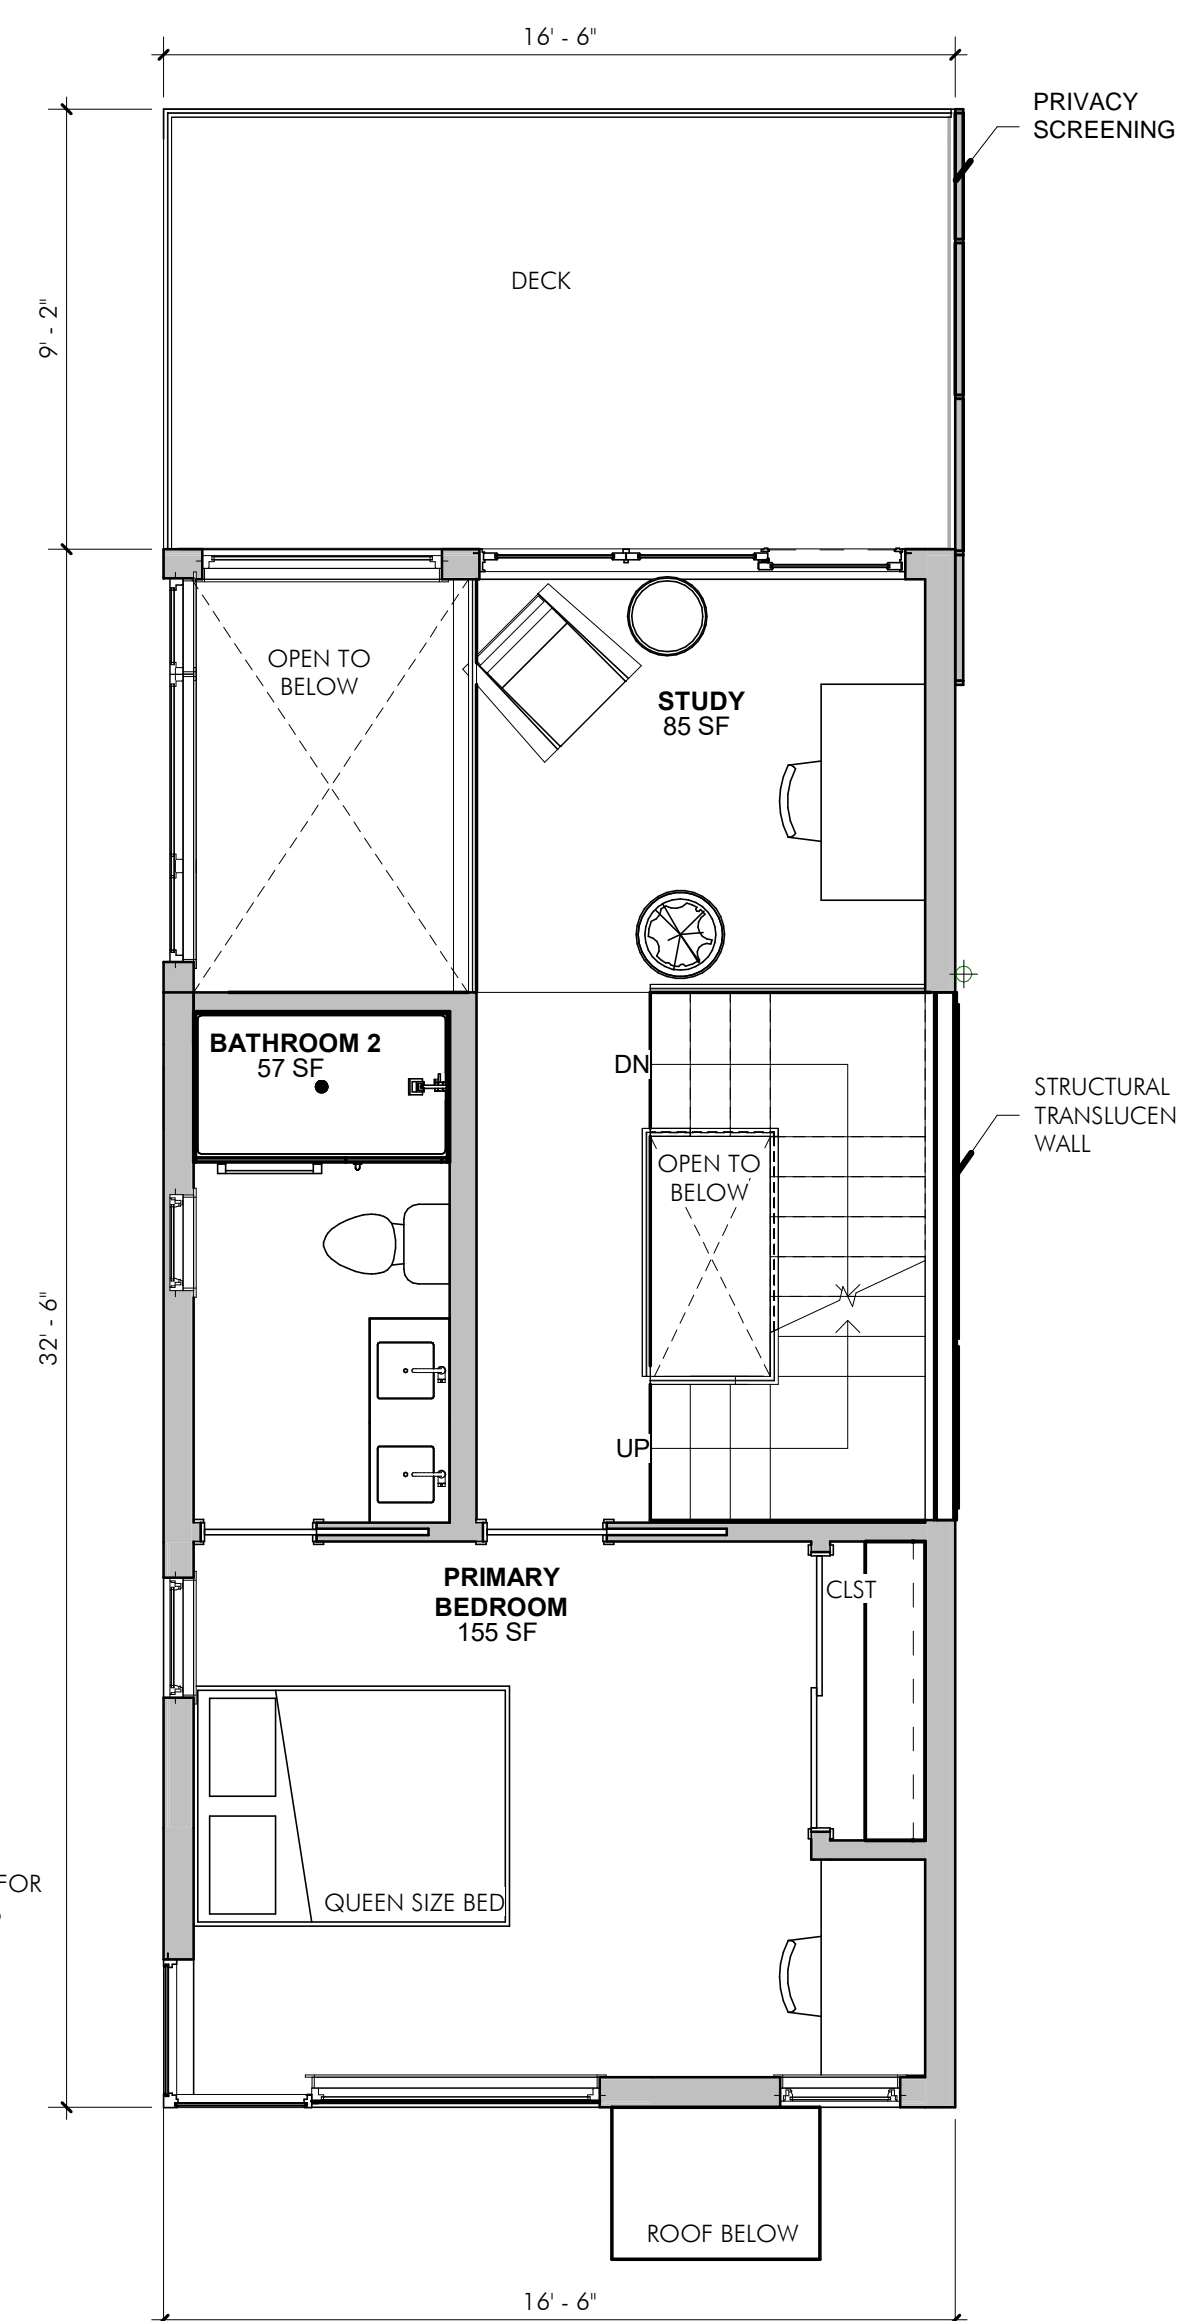 16' - 6"
PRIVACY
SCREENING
DECK
9' - 2"
OPEN TO
BELOW
STUDY
85 SF
BATHROOM 2
57 SF
DN
OPEN TO
BELOW
STRUCTURAL
TRANSLUCEN
WALL
32' - 6"
UP
PRIMARY
BEDROOM
155 SF
CLST
FOR
QUEEN SIZE BED
ROOF BELOW
16' - 6"